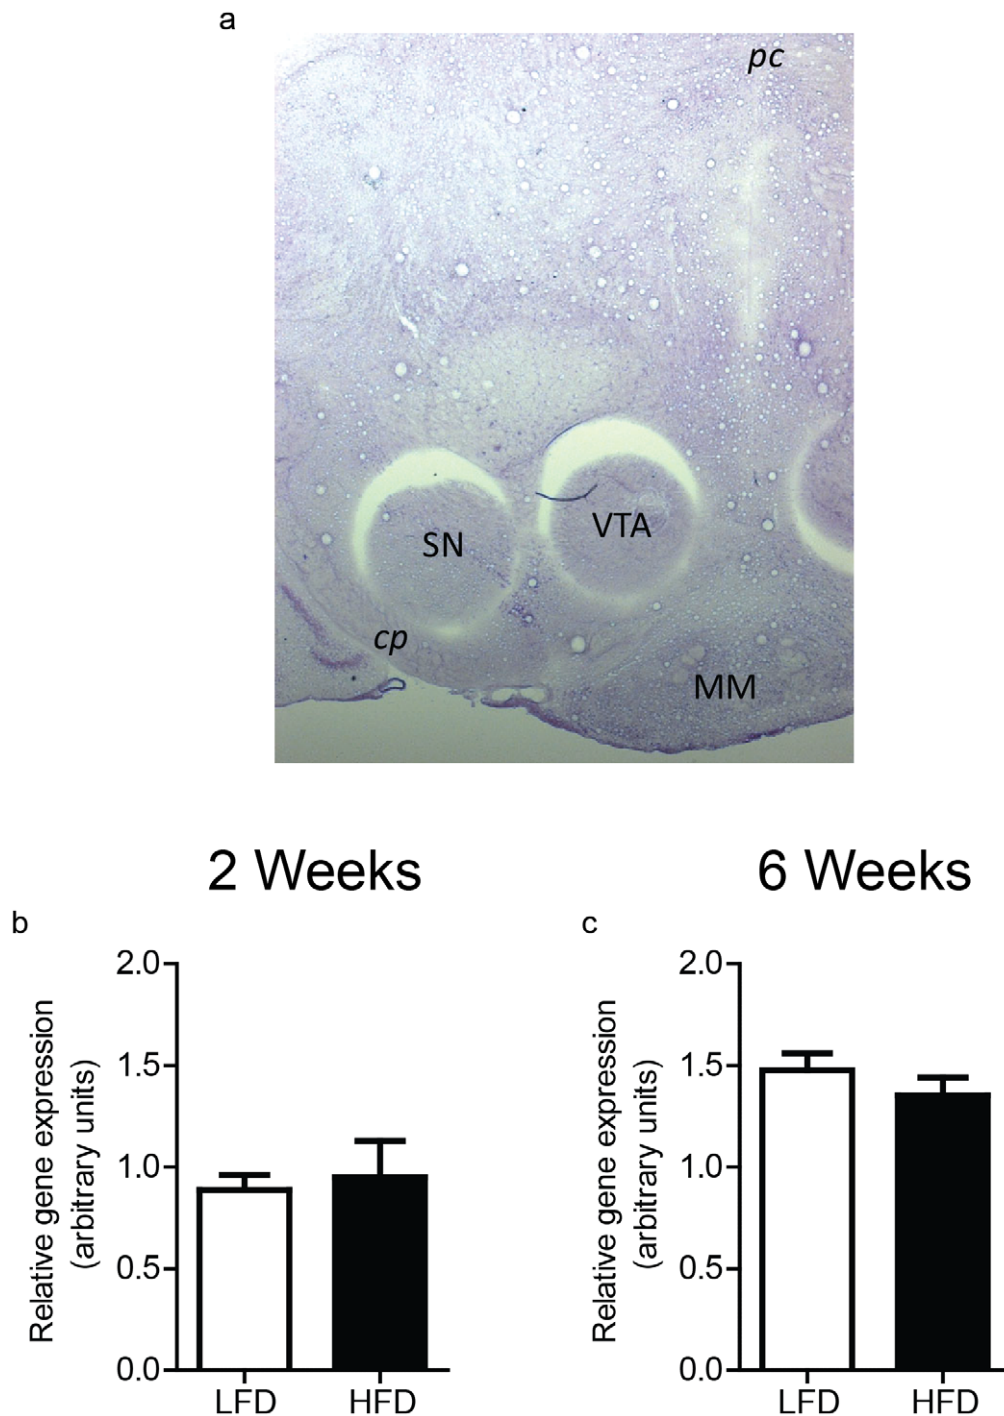 a
pc
SN
VTA
cp
MM
2 Weeks
b
Relative gene expression
(arbitrary units)
2.0
1.5
1.0
0.5
0.0
LFD
HFD
6 Weeks
c
Relative gene expression
(arbitrary units)
2.0
1.5
1.0
0.5
0.0
LFD
HFD